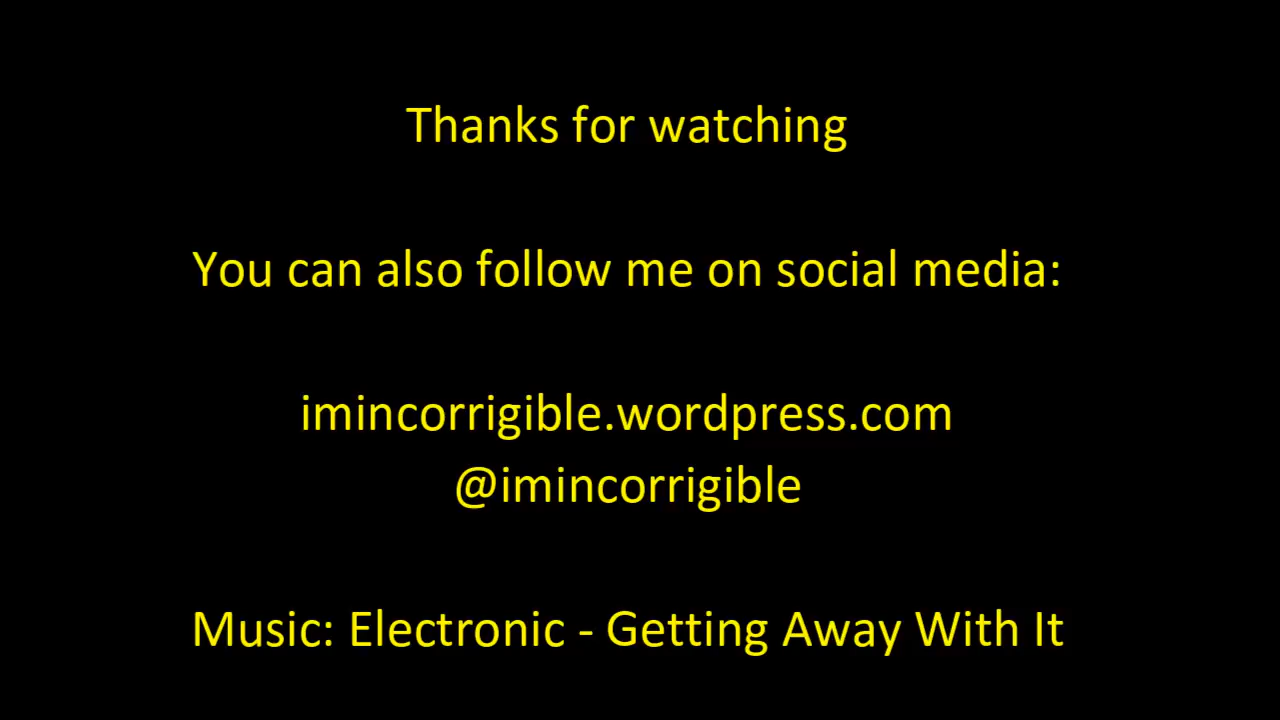 Thanks for watching
You can also follow me on social media:
imincorrigible.wordpress.com
@imincorrigible
Music: Electronic - Getting Away With It